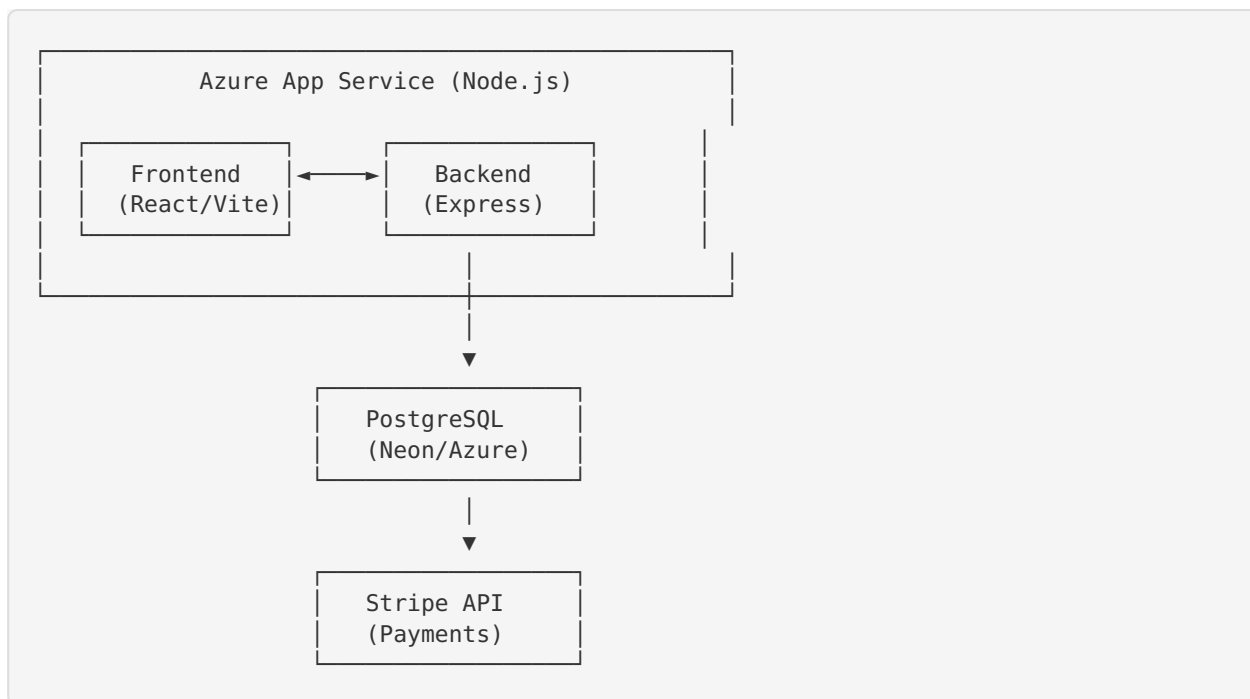 Azure App Service (Node.js)
Frontend
(React/Vite)
Backend
(Express)
PostgreSQL
(Neon/Azure)
Stripe API
(Payments)